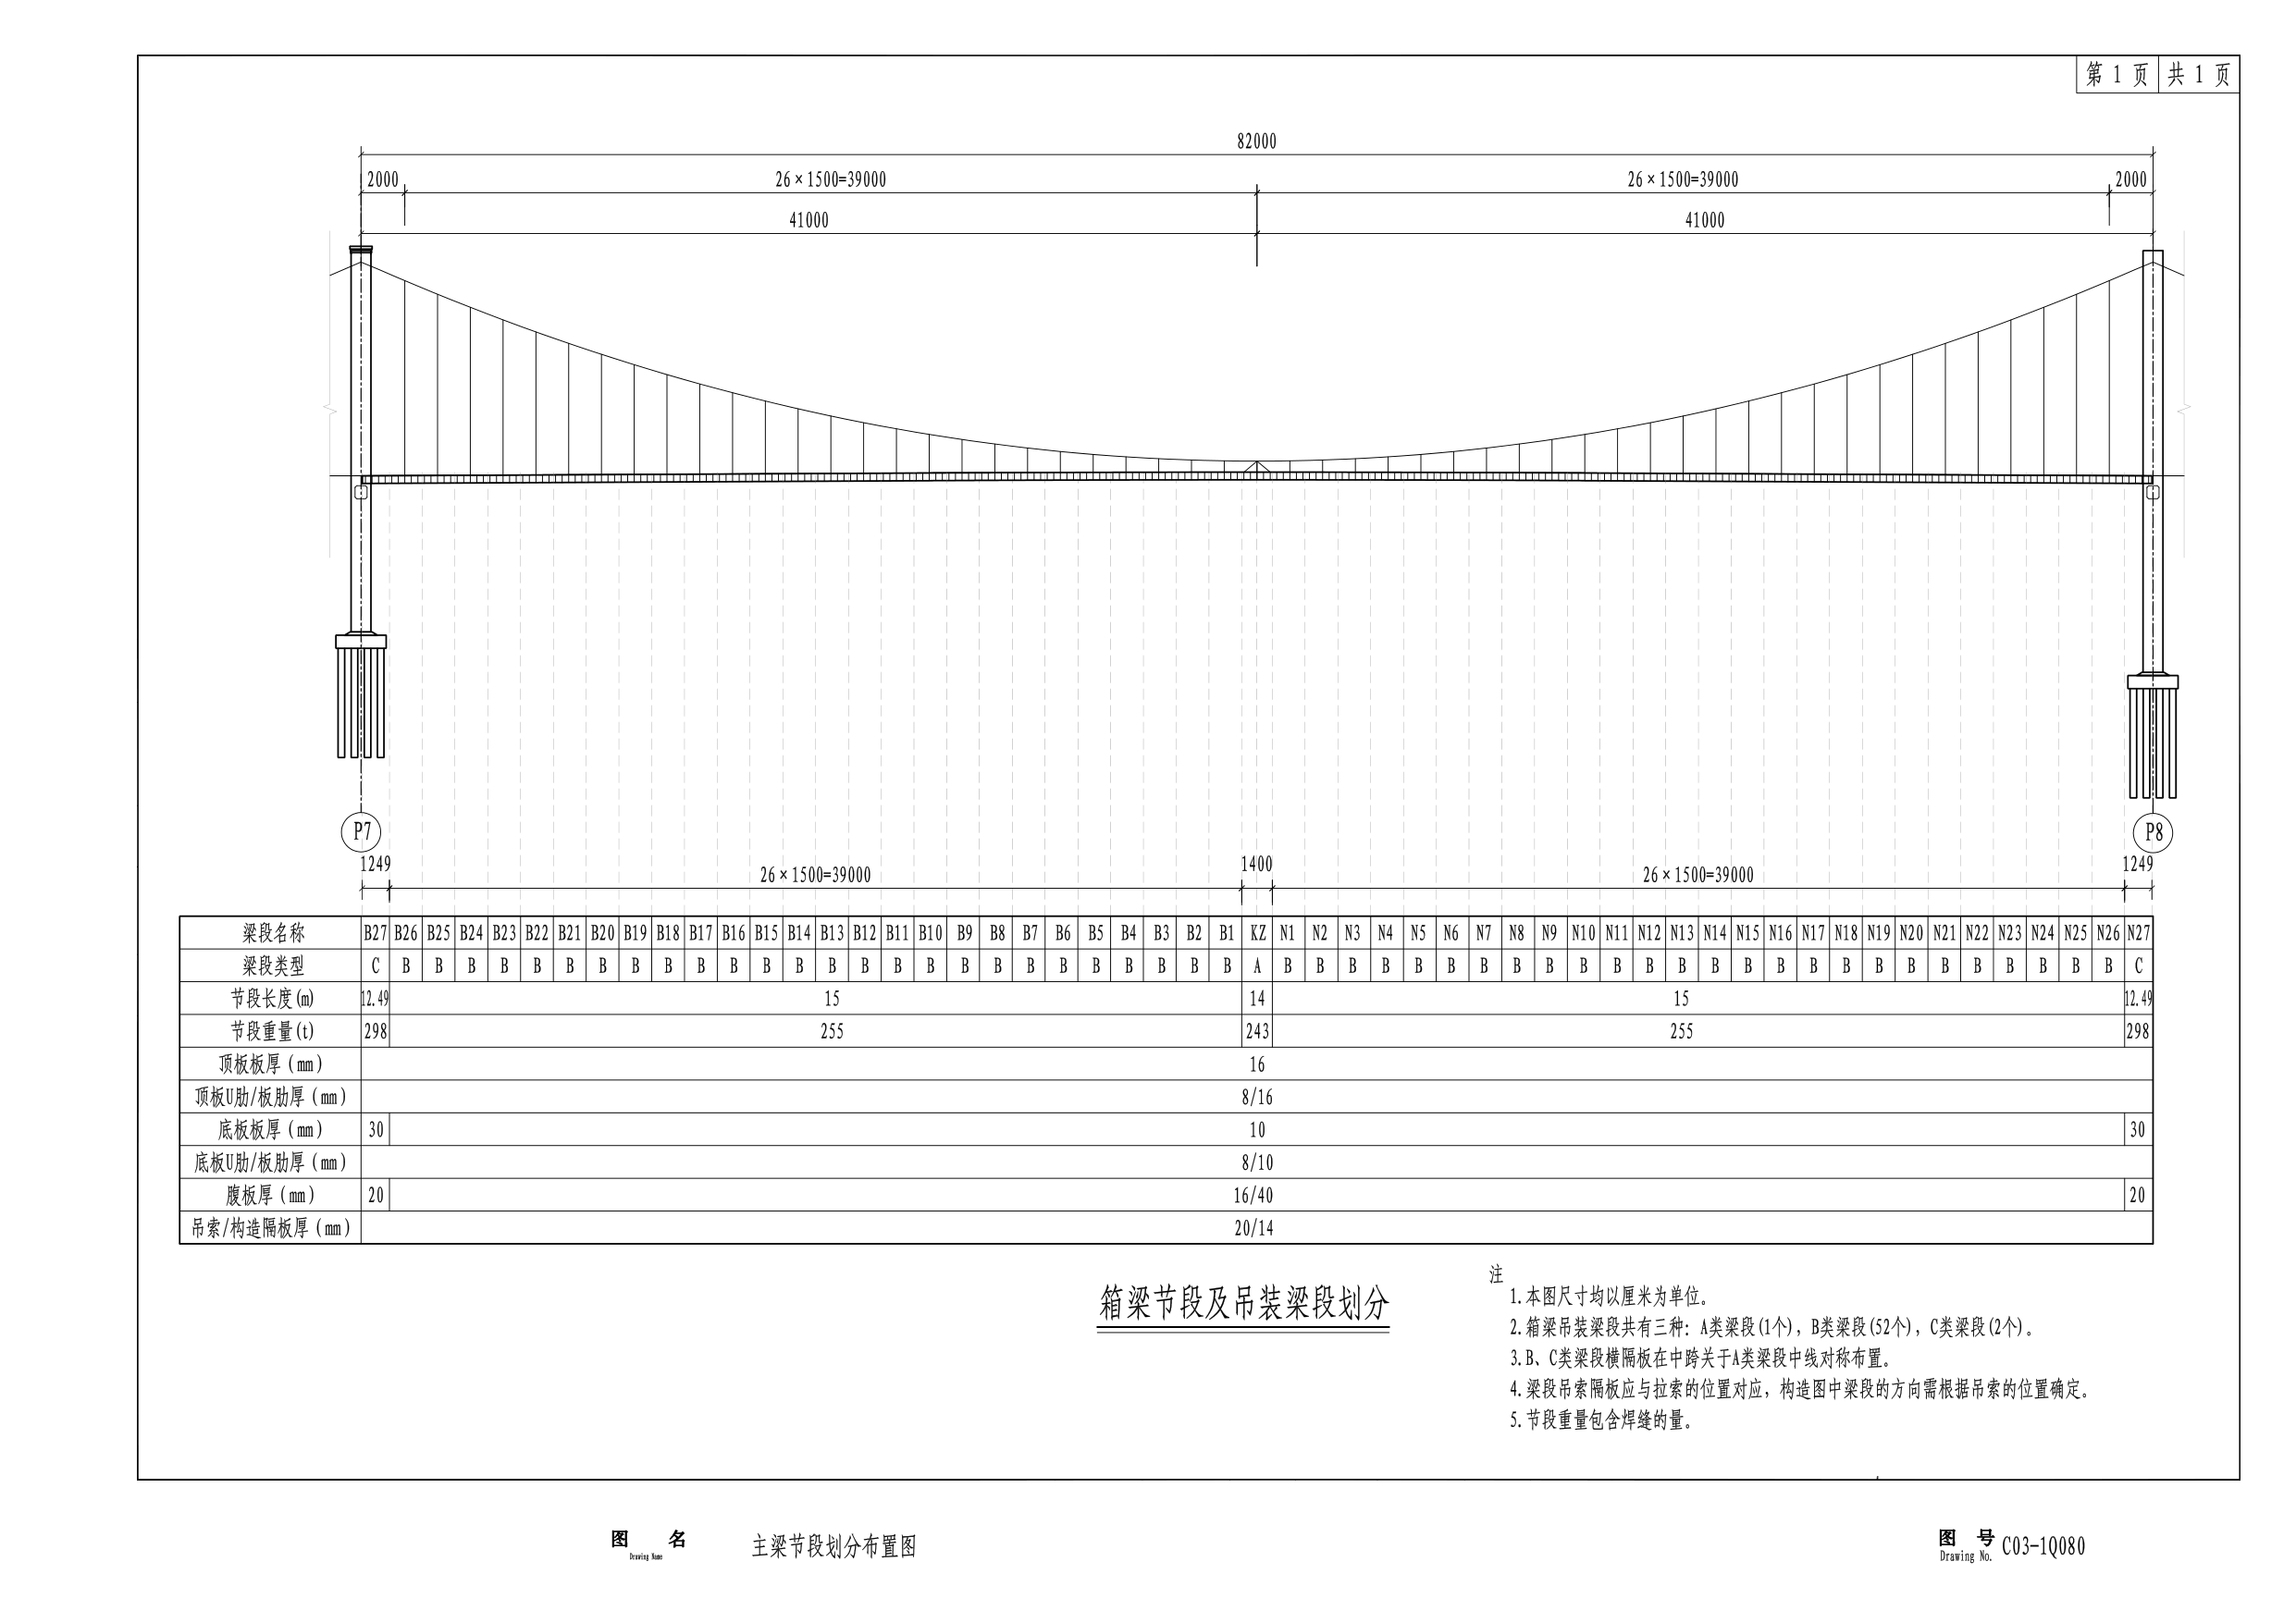 第 1 页 共 1 页
82000
2000 26×1500=39000 26×1500=39000 2000
41000 41000
P7 P8
1249 26×1500=39000 1400 26×1500=39000 1249
梁段名称 B27 B26 B25 B24 B23 B22 B21 B20 B19 B18 B17 B16 B15 B14 B13 B12 B11 B10 B9 B8 B7 B6 B5 B4 B3 B2 B1 KZ N1 N2 N3 N4 N5 N6 N7 N8 N9 N10 N11 N12 N13 N14 N15 N16 N17 N18 N19 N20 N21 N22 N23 N24 N25 N26 N27
梁段类型 C B B B B B B B B B B B B B B B B B B B B B B B B B B A B B B B B B B B B B B B B B B B B B B B B B B B B B C
节段长度(m) 12.49 15 14 15 12.49
节段重量(t) 298 255 243 255 298
顶板板厚(mm) 16
顶板U肋/板肋厚(mm) 8/16
底板板厚(mm) 30 10 30
底板U肋/板肋厚(mm) 8/10
腹板厚(mm) 20 16/40 20
吊索/构造隔板厚(mm) 20/14
箱梁节段及吊装梁段划分
注
1.本图尺寸均以厘米为单位。
2.箱梁吊装梁段共有三种：A类梁段(1个)，B类梁段(52个)，C类梁段(2个)。
3.B、C类梁段横隔板在中跨关于A类梁段中线对称布置。
4.梁段吊索隔板应与拉索的位置对应，构造图中梁段的方向需根据吊索的位置确定。
5.节段重量包含焊缝的量。
图 名 主梁节段划分布置图
Drawing Name
图 号 C03-1Q080
Drawing No.